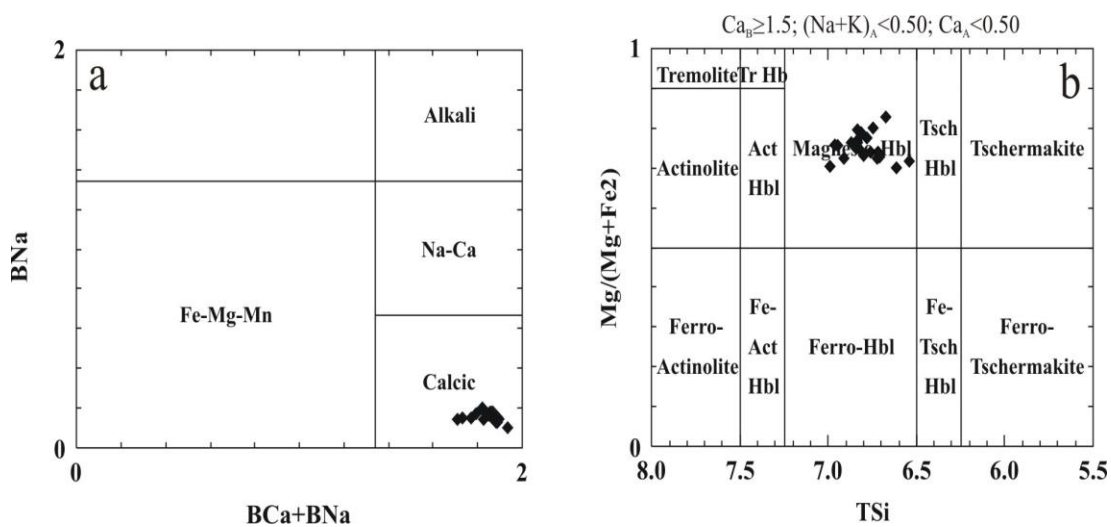 2
a
Alkali
BNa
Na-Ca
Fe-Mg-Mn
Calcic
0
0
2
BCa+BNa
Ca_B≥1.5; (Na+K)_A<0.50; Ca_A<0.50
1
b
Tremolite Tr Hb
Mg/(Mg+Fe2)
Actinolite
Act
Hbl
Tsch
Hbl
Tschermakite
Ferro-
Actinolite
Fe-
Act
Hbl
Ferro-Hbl
Fe-
Tsch
Hbl
Ferro-
Tschermakite
0
8.0 7.5 7.0 6.5 6.0 5.5
TSi